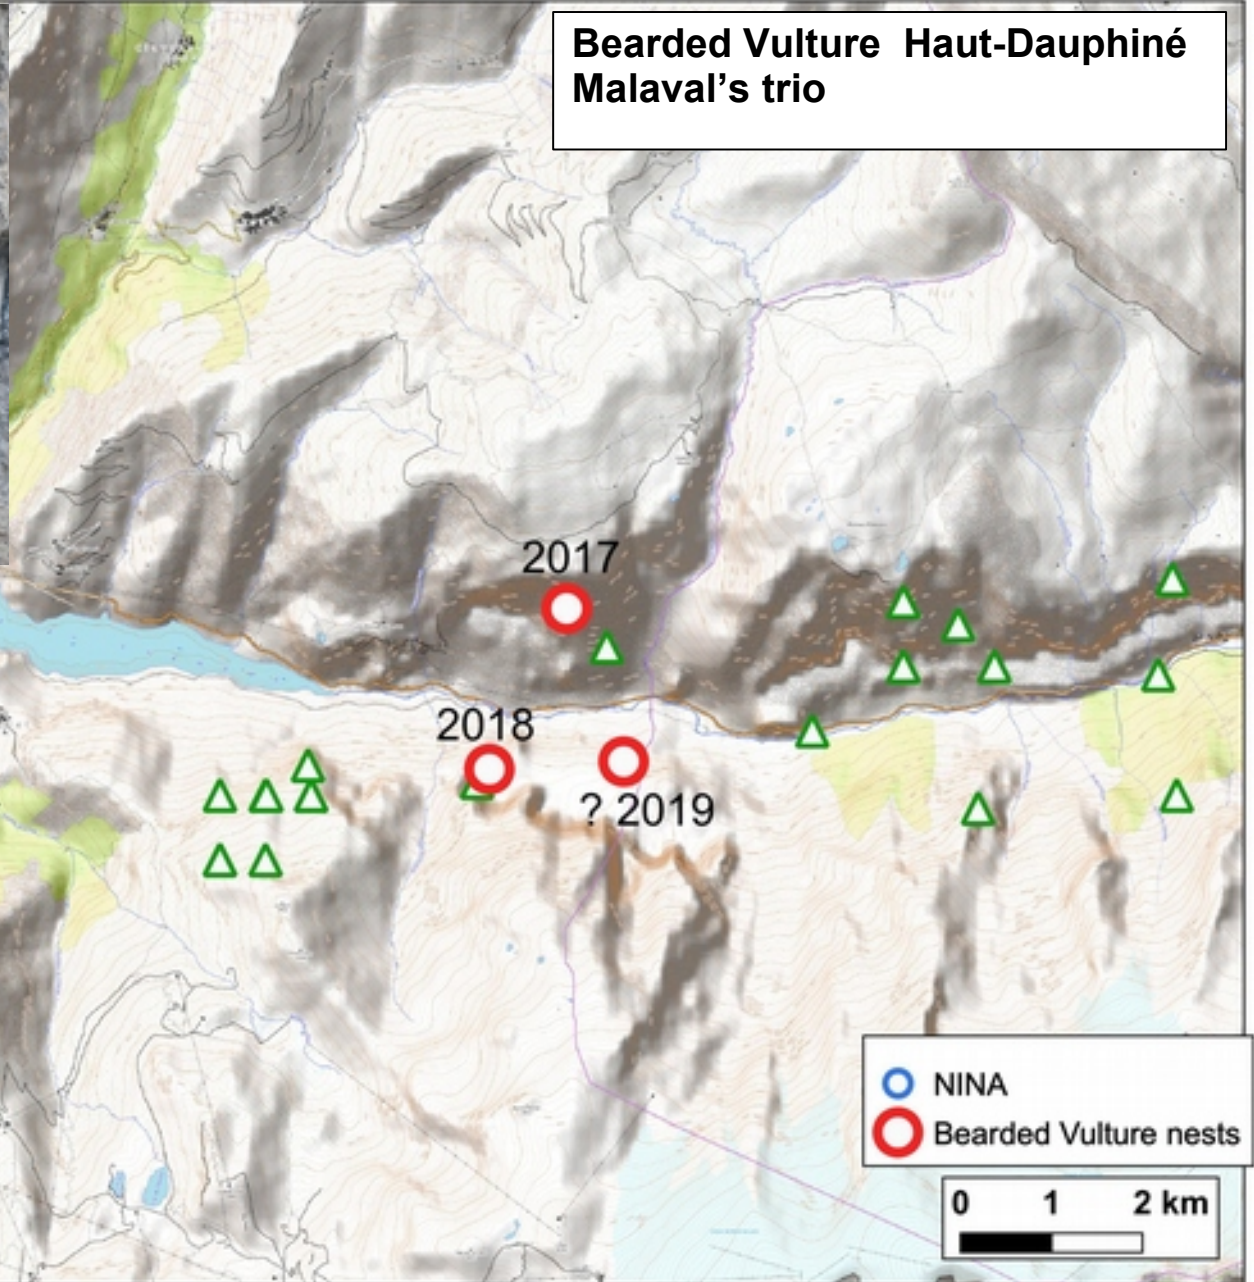 Bearded Vulture Haut-Dauphiné
Malaval’s trio
2017
2018
? 2019
NINA
Bearded Vulture nests
0 1 2 km